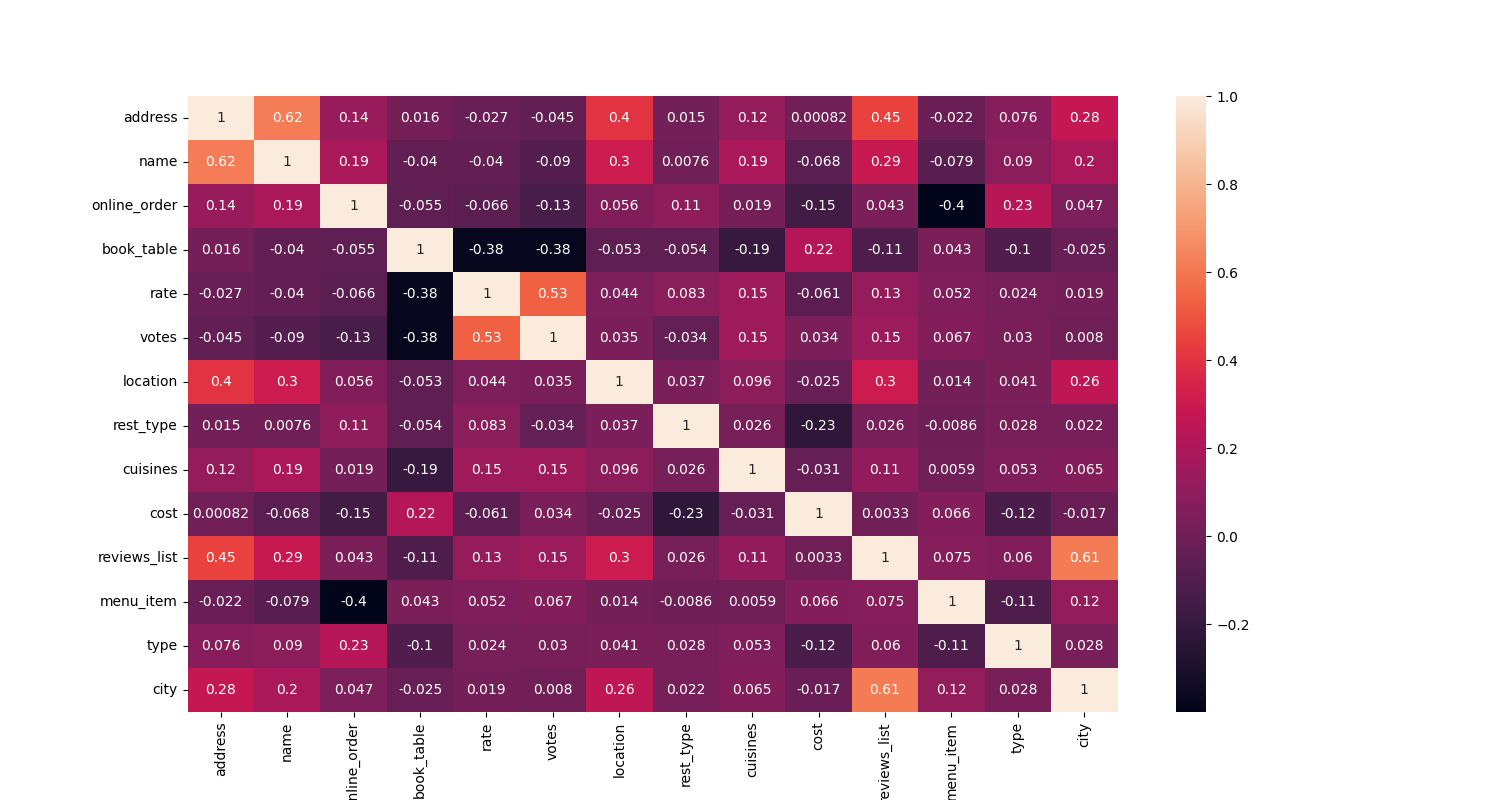 address 1 0.62 0.14 0.016 -0.027 -0.045 0.4 0.015 0.12 0.00082 0.45 -0.022 0.076 0.28
name 0.62 1 0.19 -0.04 -0.04 -0.09 0.3 0.0076 0.19 -0.068 0.29 -0.079 0.09 0.2
online_order 0.14 0.19 1 -0.055 -0.066 -0.13 0.056 0.11 0.019 -0.15 0.043 -0.4 0.23 0.047
book_table 0.016 -0.04 -0.055 1 -0.38 -0.38 -0.053 -0.054 -0.19 0.22 -0.11 0.043 -0.1 -0.025
rate -0.027 -0.04 -0.066 -0.38 1 0.53 0.044 0.083 0.15 -0.061 0.13 0.052 0.024 0.019
votes -0.045 -0.09 -0.13 -0.38 0.53 1 0.035 -0.034 0.15 0.034 0.15 0.067 0.03 0.008
location 0.4 0.3 0.056 -0.053 0.044 0.035 1 0.037 0.096 -0.025 0.3 0.014 0.041 0.26
rest_type 0.015 0.0076 0.11 -0.054 0.083 -0.034 0.037 1 0.026 -0.23 0.026 -0.0086 0.028 0.022
cuisines 0.12 0.19 0.019 -0.19 0.15 0.15 0.096 0.026 1 -0.031 0.11 0.0059 0.053 0.065
cost 0.00082 -0.068 -0.15 0.22 -0.061 0.034 -0.025 -0.23 -0.031 1 0.0033 0.066 -0.12 -0.017
reviews_list 0.45 0.29 0.043 -0.11 0.13 0.15 0.3 0.026 0.11 0.0033 1 0.075 0.06 0.61
menu_item -0.022 -0.079 -0.4 0.043 0.052 0.067 0.014 -0.0086 0.0059 0.066 0.075 1 -0.11 0.12
type 0.076 0.09 0.23 -0.1 0.024 0.03 0.041 0.028 0.053 -0.12 0.06 -0.11 1 0.028
city 0.28 0.2 0.047 -0.025 0.019 0.008 0.26 0.022 0.065 -0.017 0.61 0.12 0.028 1
address
name
nline_order
book_table
rate
votes
location
rest_type
cuisines
cost
eviews_list
menu_item
type
city
1.0
0.8
0.6
0.4
0.2
0.0
−0.2